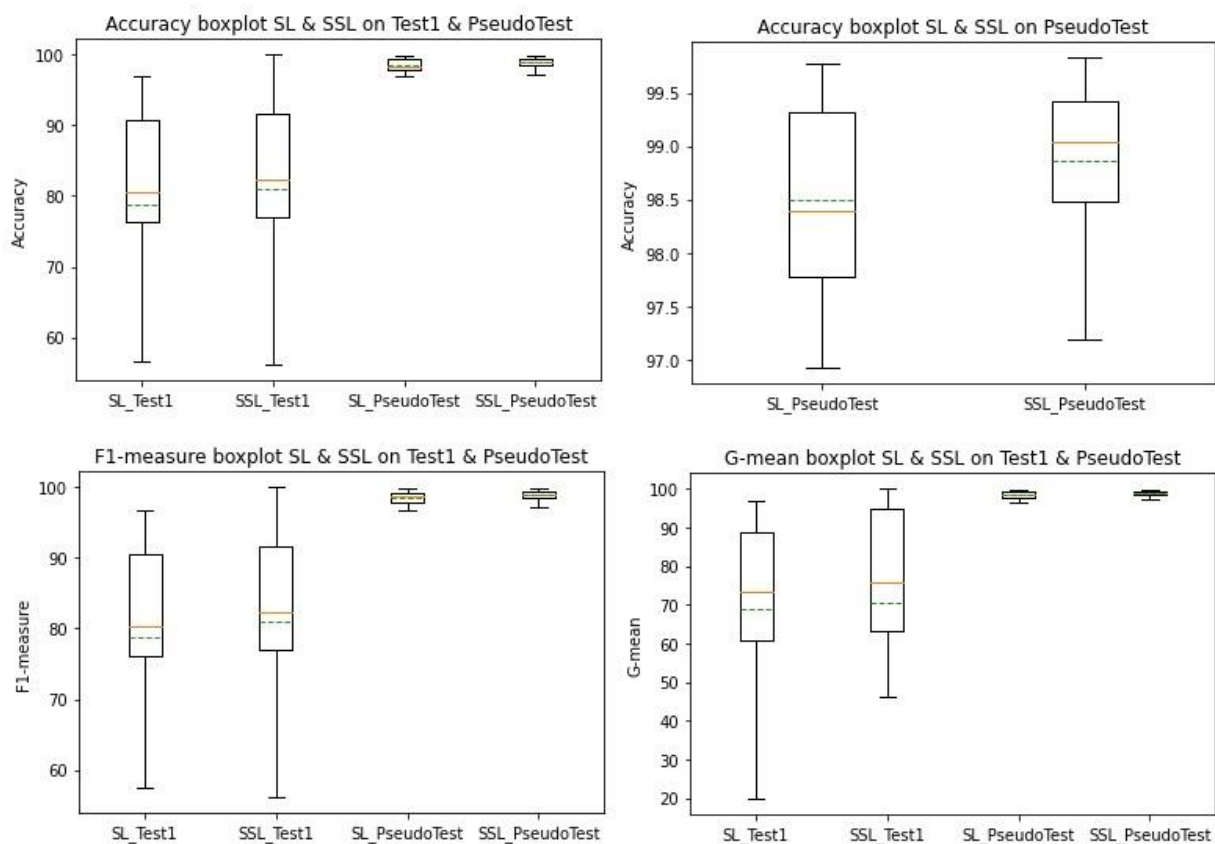 Accuracy boxplot SL & SSL on Test1 & PseudoTest
100
90
80
70
60
Accuracy
SL_Test1 SSL_Test1 SL_PseudoTest SSL_PseudoTest
Accuracy boxplot SL & SSL on PseudoTest
99.5
99.0
98.5
98.0
97.5
97.0
Accuracy
SL_PseudoTest SSL_PseudoTest
F1-measure boxplot SL & SSL on Test1 & PseudoTest
100
90
80
70
60
F1-measure
SL_Test1 SSL_Test1 SL_PseudoTest SSL_PseudoTest
G-mean boxplot SL & SSL on Test1 & PseudoTest
100
90
80
70
60
50
40
30
20
G-mean
SL_Test1 SSL_Test1 SL_PseudoTest SSL_PseudoTest